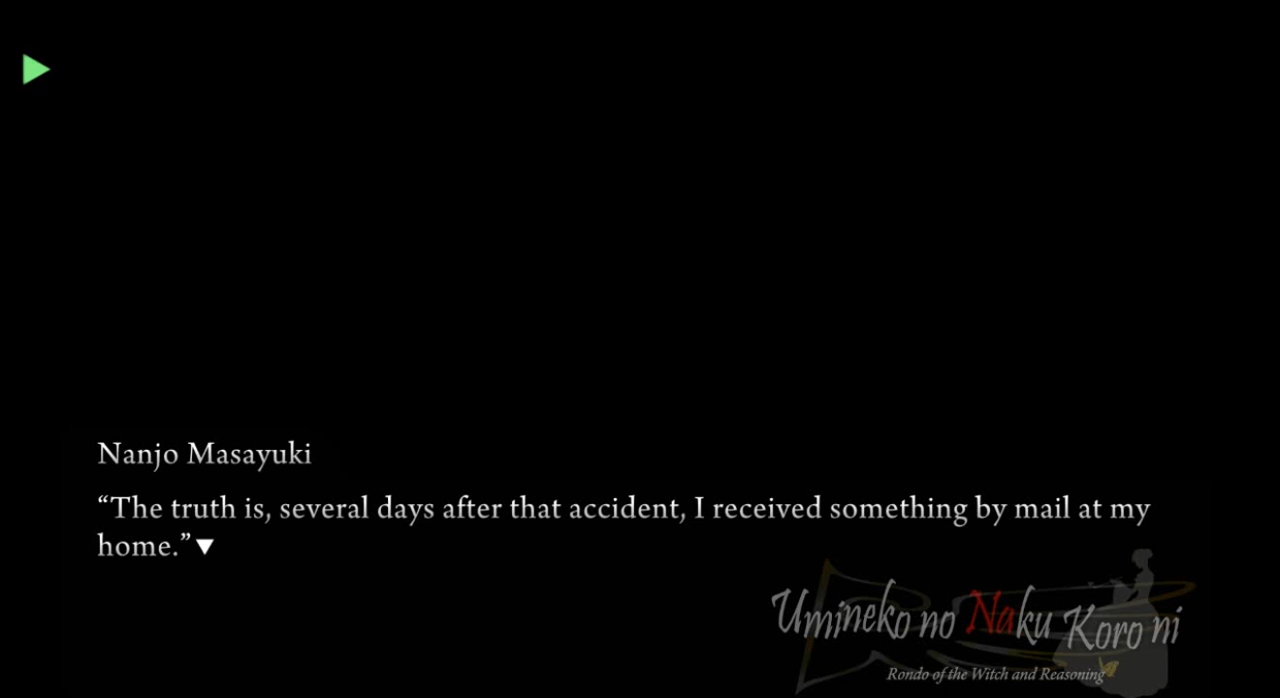 Nanjo Masayuki
“The truth is, several days after that accident, I received something by mail at my
home.”
Umineko no Naku Koro ni
Rondo of the Witch and Reasoning